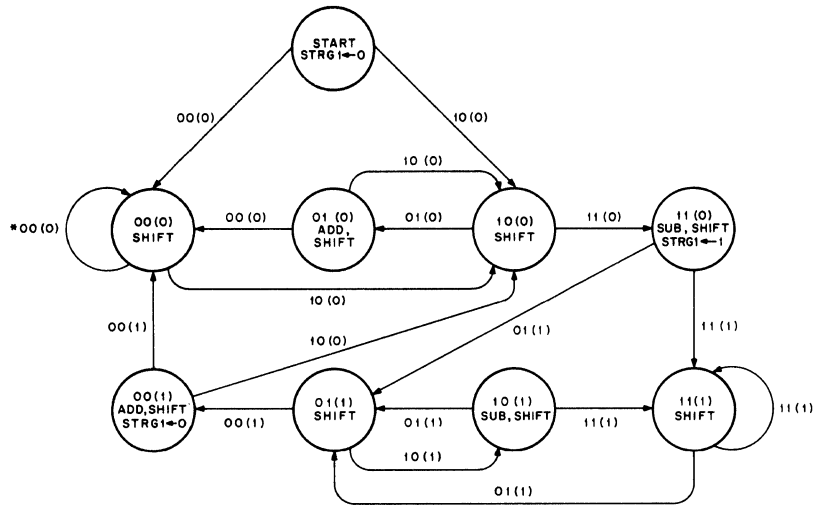 START
STRG1←0
00(0)
10(0)
10 (0)
*00(0)
00(0)
SHIFT
00(0)
01(0)
ADD,
SHIFT
01(0)
10(0)
SHIFT
11(0)
11(0)
SUB, SHIFT
STRG1←1
10(0)
00(1)
10(0)
01(1)
11(1)
00(1)
ADD,SHIFT
STRG1←0
00(1)
01(1)
SHIFT
01(1)
10(1)
SUB, SHIFT
11(1)
11(1)
SHIFT
11(1)
10(1)
01(1)